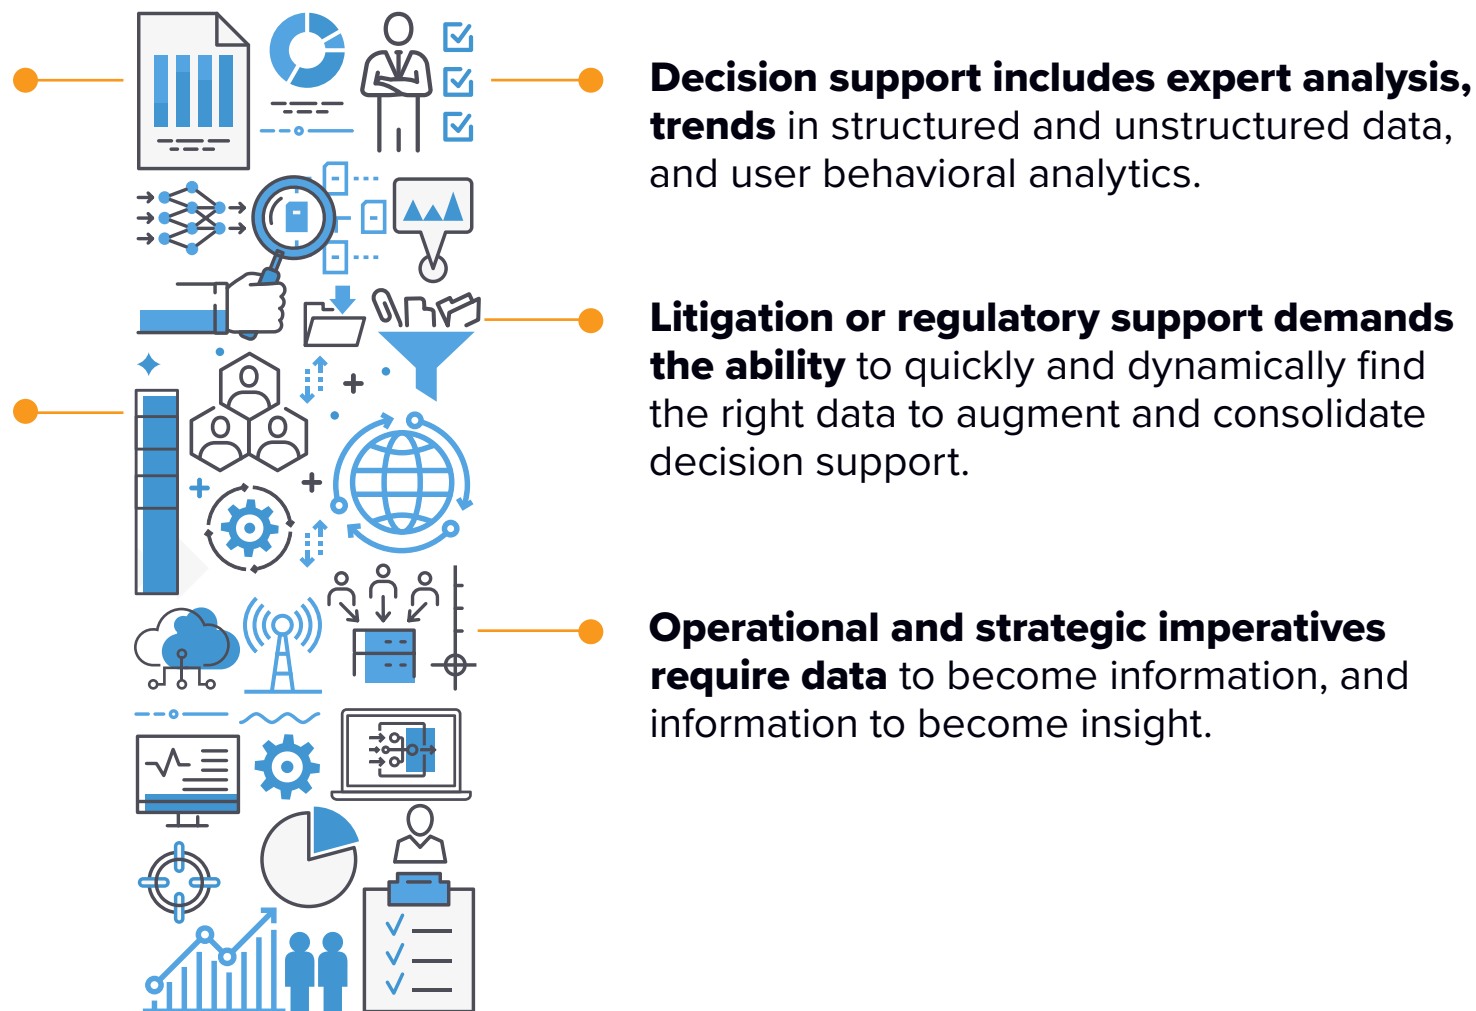 Decision support includes expert analysis,
trends in structured and unstructured data,
and user behavioral analytics.
Litigation or regulatory support demands
the ability to quickly and dynamically find
the right data to augment and consolidate
decision support.
Operational and strategic imperatives
require data to become information, and
information to become insight.